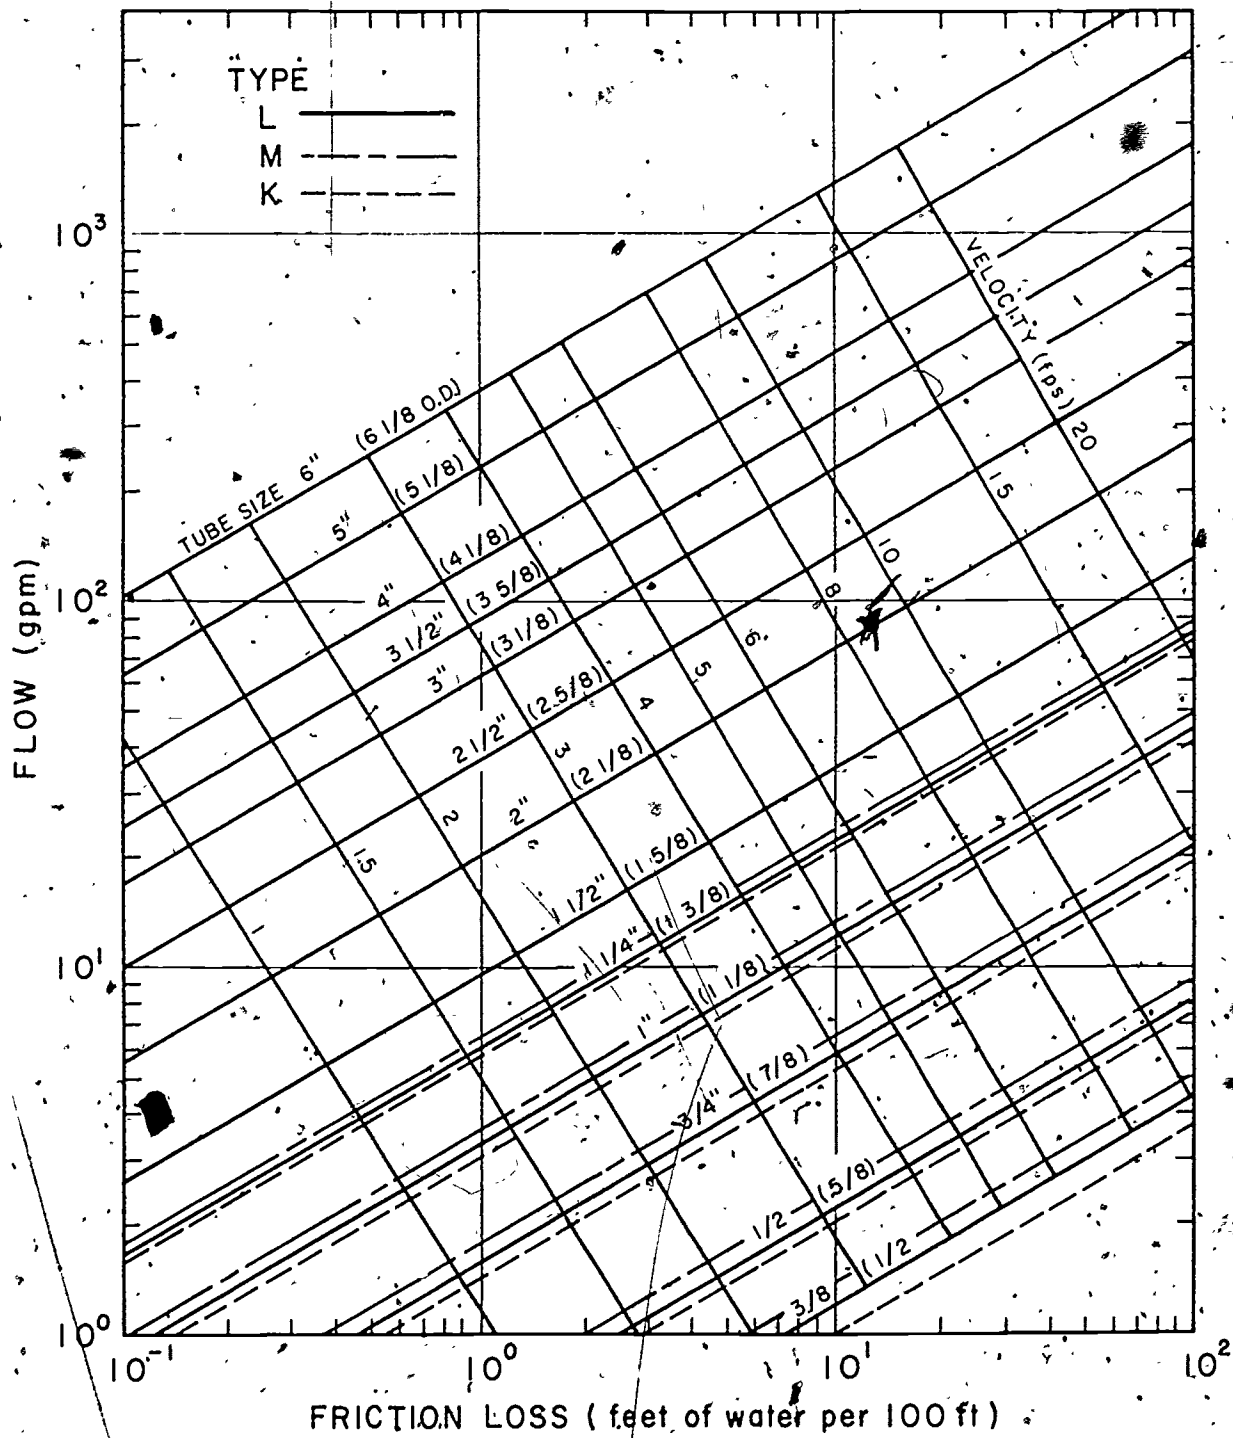 TYPE
L
M
K
10³
10²
10¹
10⁰
FLOW (gpm)
TUBE SIZE 6" (6 1/8 O.D.)
5" (5 1/8)
4" (4 1/8)
3 1/2" (3 5/8)
3" (3 1/8)
2 1/2" (2 5/8)
2" (2 1/8)
1 1/2" (1 5/8)
1 1/4" (1 3/8)
1" (1 1/8)
3/4" (7/8)
1/2 (5/8)
3/8 (1/2
VELOCITY (fps) 20
15
10
8
6
5
4
3
2
1.5
10⁻¹ 10⁰ 10¹ 10²
FRICTION LOSS (feet of water per 100 ft)